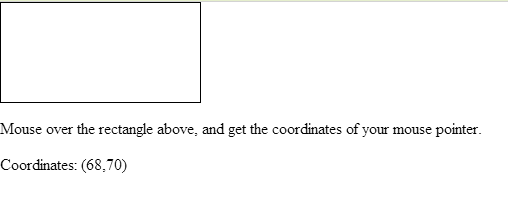 Mouse over the rectangle above, and get the coordinates of your mouse pointer.
Coordinates: (68,70)